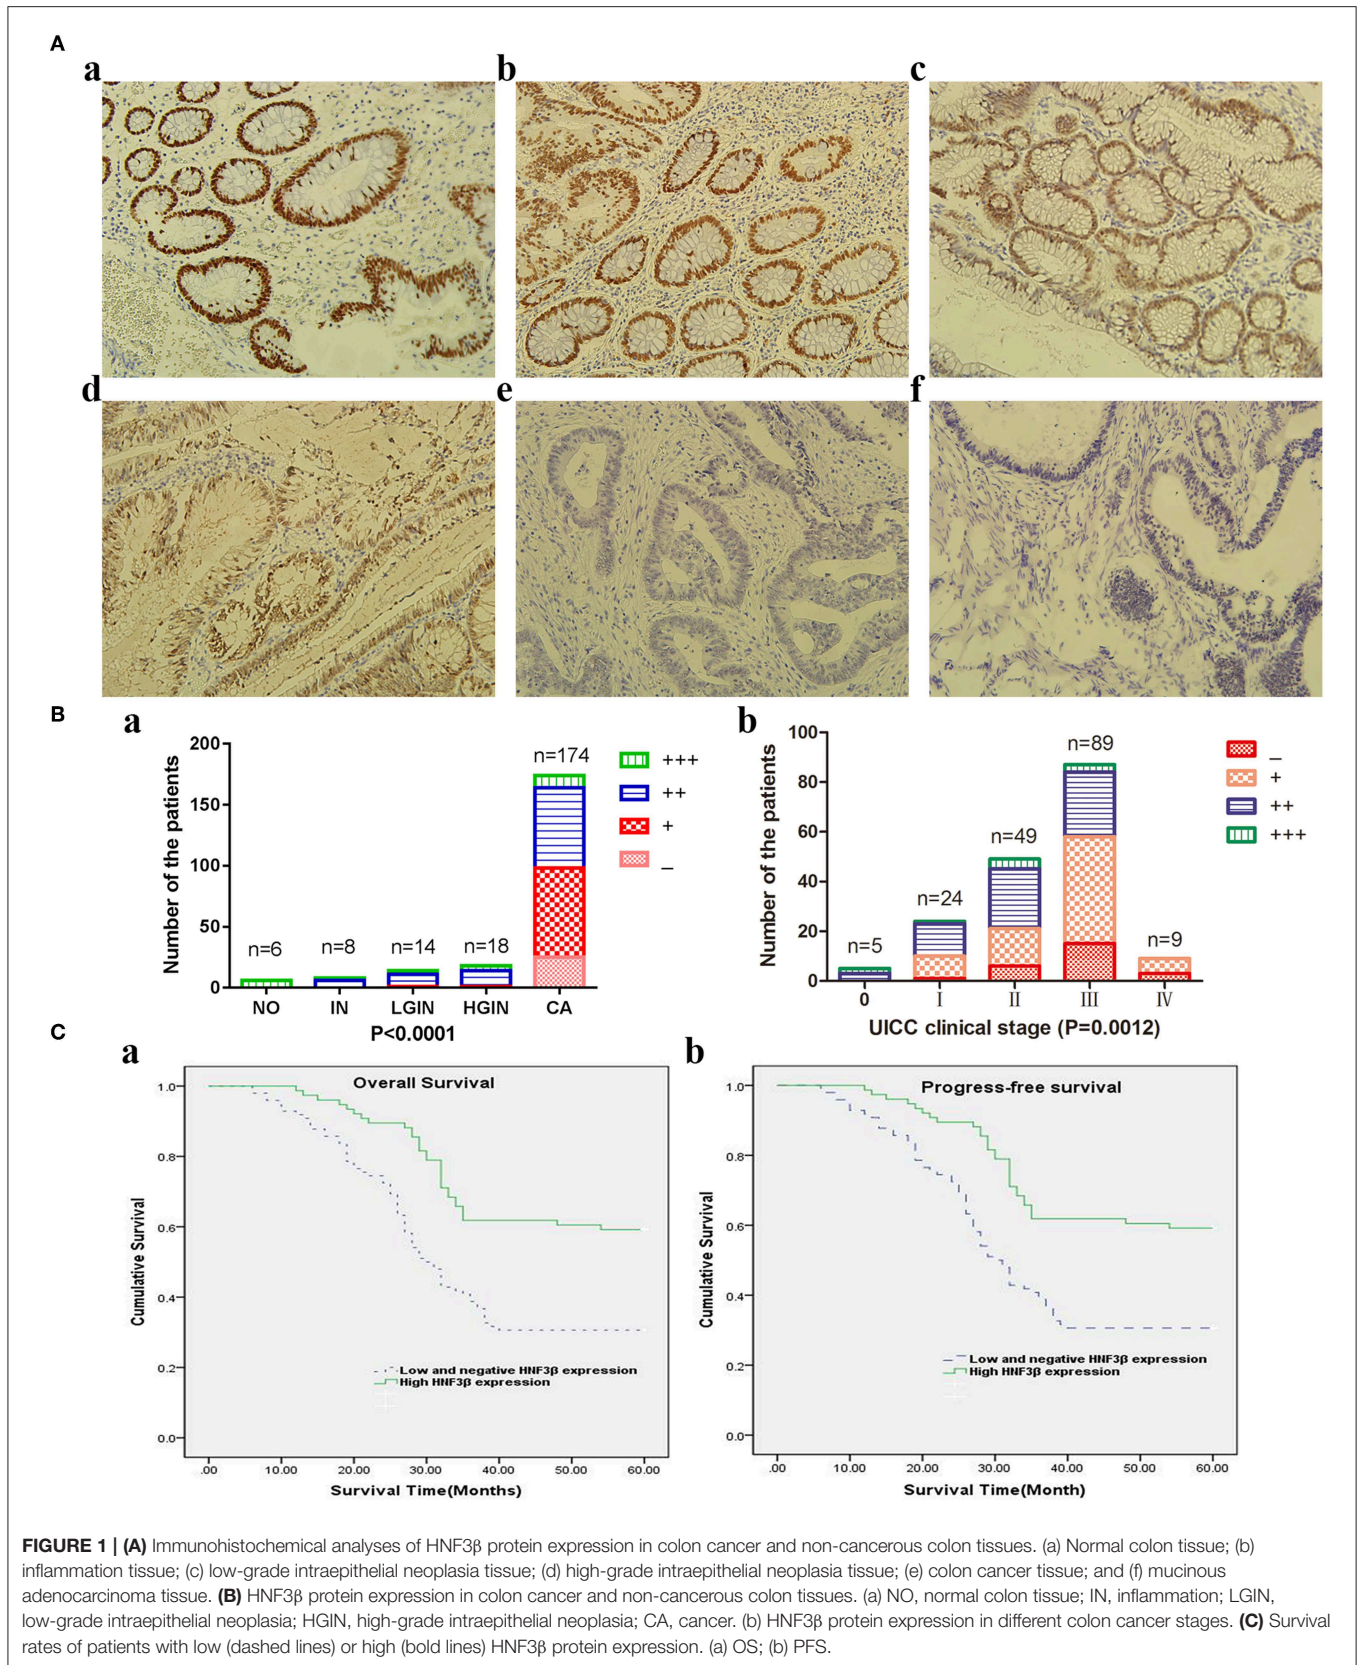 A
a
b
c
d
e
f
B
a
Number of the patients
200
150
100
50
0
n=6
n=8
n=14
n=18
n=174
+++
++
+
_
NO
IN
LGIN
HGIN
CA
P<0.0001
b
Number of the patients
100
80
60
40
20
0
n=5
n=24
n=49
n=89
n=9
_
+
++
+++
0
I
II
III
IV
UICC clinical stage (P=0.0012)
C
a
Overall Survival
Cumulative Survival
1.0
0.8
0.6
0.4
0.2
0.0
Low and negative HNF3β expression
High HNF3β expression
.00
10.00
20.00
30.00
40.00
50.00
60.00
Survival Time(Months)
b
Progress-free survival
Cumulative Survival
1.0
0.8
0.6
0.4
0.2
0.0
Low and negative HNF3β expression
High HNF3β expression
.00
10.00
20.00
30.00
40.00
50.00
60.00
Survival Time(Month)
FIGURE 1 | (A) Immunohistochemical analyses of HNF3β protein expression in colon cancer and non-cancerous colon tissues. (a) Normal colon tissue; (b)
inflammation tissue; (c) low-grade intraepithelial neoplasia tissue; (d) high-grade intraepithelial neoplasia tissue; (e) colon cancer tissue; and (f) mucinous
adenocarcinoma tissue. (B) HNF3β protein expression in colon cancer and non-cancerous colon tissues. (a) NO, normal colon tissue; IN, inflammation; LGIN,
low-grade intraepithelial neoplasia; HGIN, high-grade intraepithelial neoplasia; CA, cancer. (b) HNF3β protein expression in different colon cancer stages. (C) Survival
rates of patients with low (dashed lines) or high (bold lines) HNF3β protein expression. (a) OS; (b) PFS.